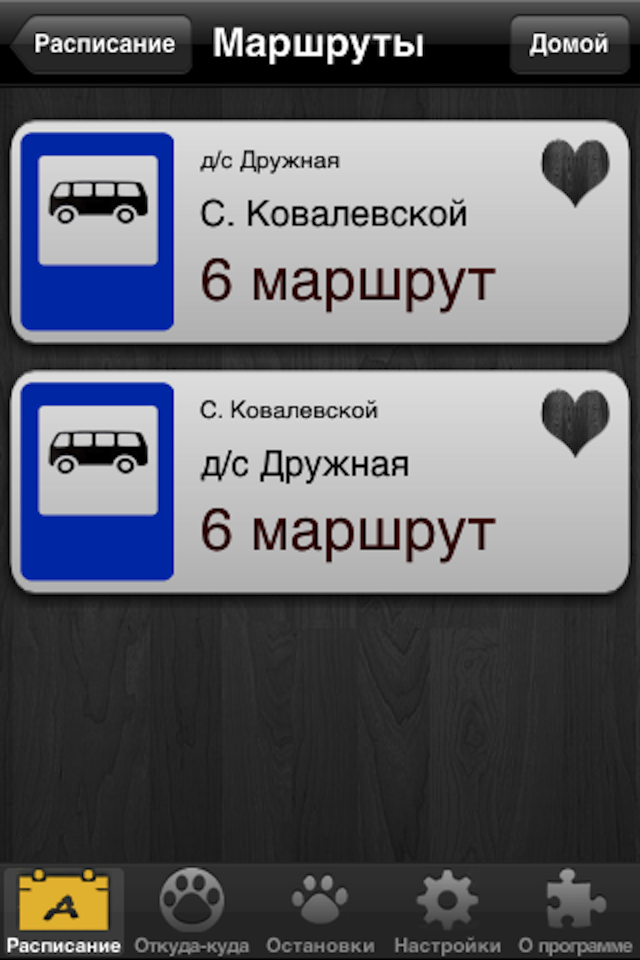 Расписание
Маршруты
Домой
д/с Дружная
С. Ковалевской
6 маршрут
С. Ковалевской
д/с Дружная
6 маршрут
А
Расписание
Откуда-куда
Остановки
Настройки
О программе